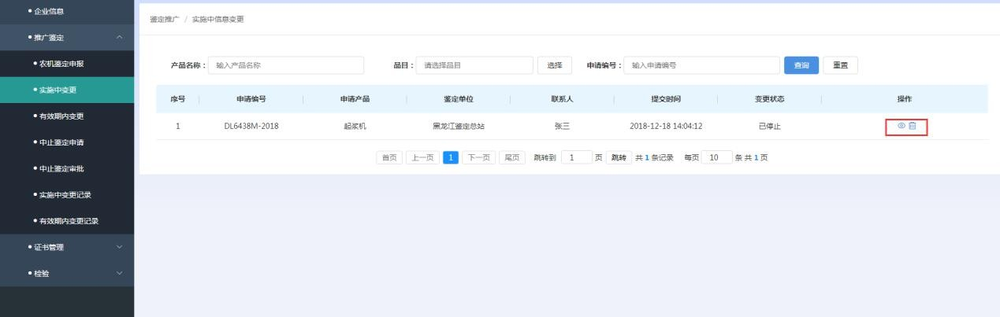 企业信息
推广鉴定
农机鉴定申报
实施中变更
有效期内变更
中止鉴定申请
中止鉴定审批
实施中变更记录
有效期内变更记录
证书管理
检验
鉴定推广 / 实施中信息变更
产品名称： 输入产品名称 品目： 请选择品目 选择 申请编号： 输入申请编号 查询 重置
序号 申请编号 申请产品 鉴定单位 联系人 提交时间 变更状态 操作
1 DL6438M-2018 起浆机 黑龙江鉴定总站 张三 2018-12-18 14:04:12 已停止
首页 上一页 1 下一页 尾页 跳转到 1 页 跳转 共 1 条记录 每页 10 条 共 1 页